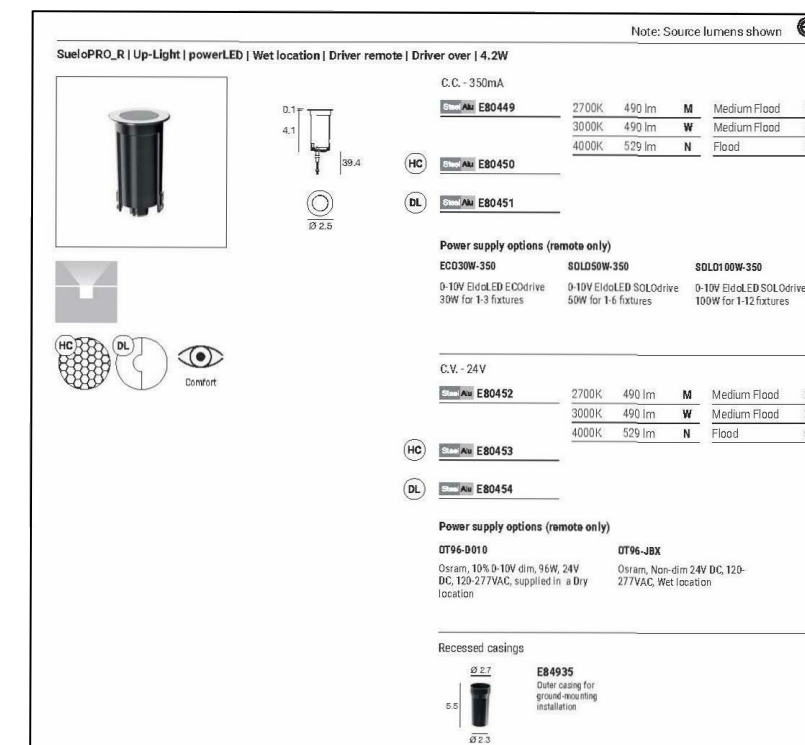 Note: Source lumens shown
SueloPRO_R | Up-Light | powerLED | Wet location | Driver remote | Driver over | 4.2W
0.1
4.1
39.4
Ø 2.5
HC
DL
Comfort
C.C. - 350mA
Steel Alu E80449
2700K 490 lm M Medium Flood
3000K 490 lm W Medium Flood
4000K 529 lm N Flood
HC Steel Alu E80450
DL Steel Alu E80451
Power supply options (remote only)
ECO30W-350 SOLO50W-350 SOLO100W-350
0-10V EldoLED ECOdrive 0-10V EldoLED SOLOdrive 0-10V EldoLED SOLOdrive
30W for 1-3 fixtures 50W for 1-6 fixtures 100W for 1-12 fixtures
C.V. - 24V
Steel Alu E80452
2700K 490 lm M Medium Flood
3000K 490 lm W Medium Flood
4000K 529 lm N Flood
HC Steel Alu E80453
DL Steel Alu E80454
Power supply options (remote only)
OT96-D010 OT96-JBX
Osram, 10% 0-10V dim, 96W, 24V Osram, Non-dim 24V DC, 120-
DC, 120-277VAC, supplied in a Dry 277VAC, Wet location
location
Recessed casings
Ø 2.7
5.5
Ø 2.3
E84935
Outer casing for
ground-mounting
installation